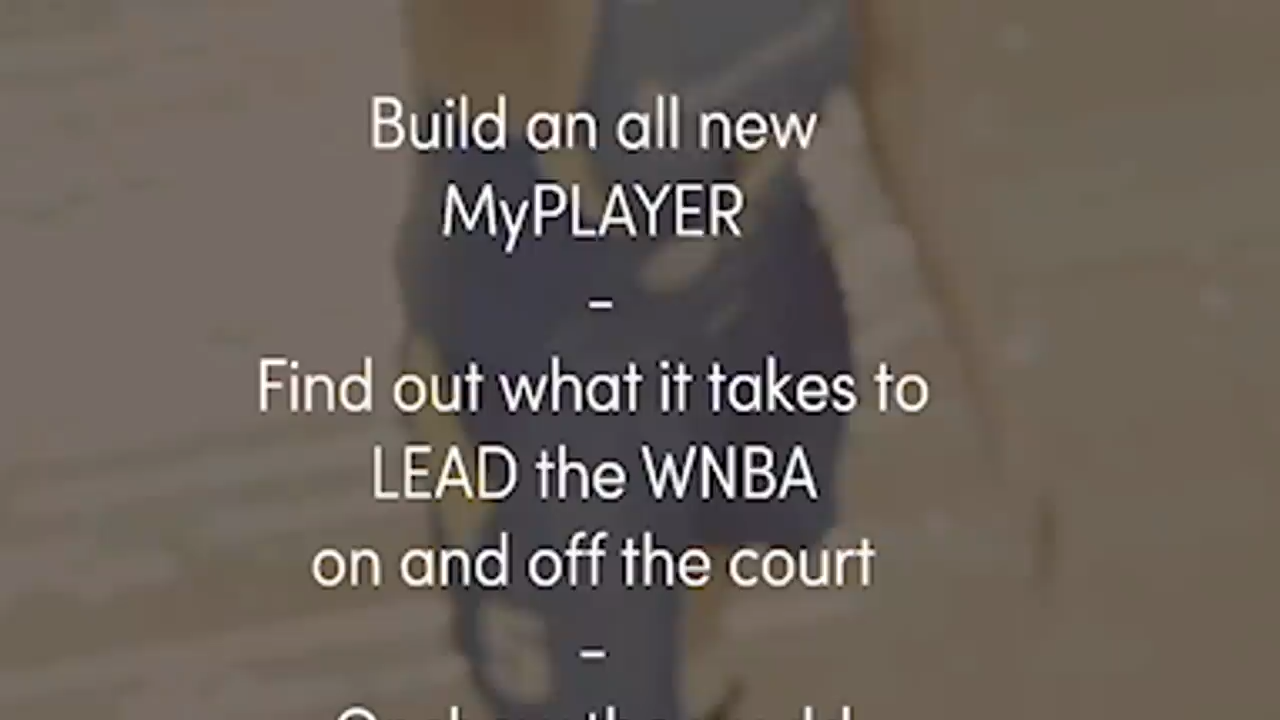 Build an all new
MyPLAYER
-
Find out what it takes to
LEAD the WNBA
on and off the court
-